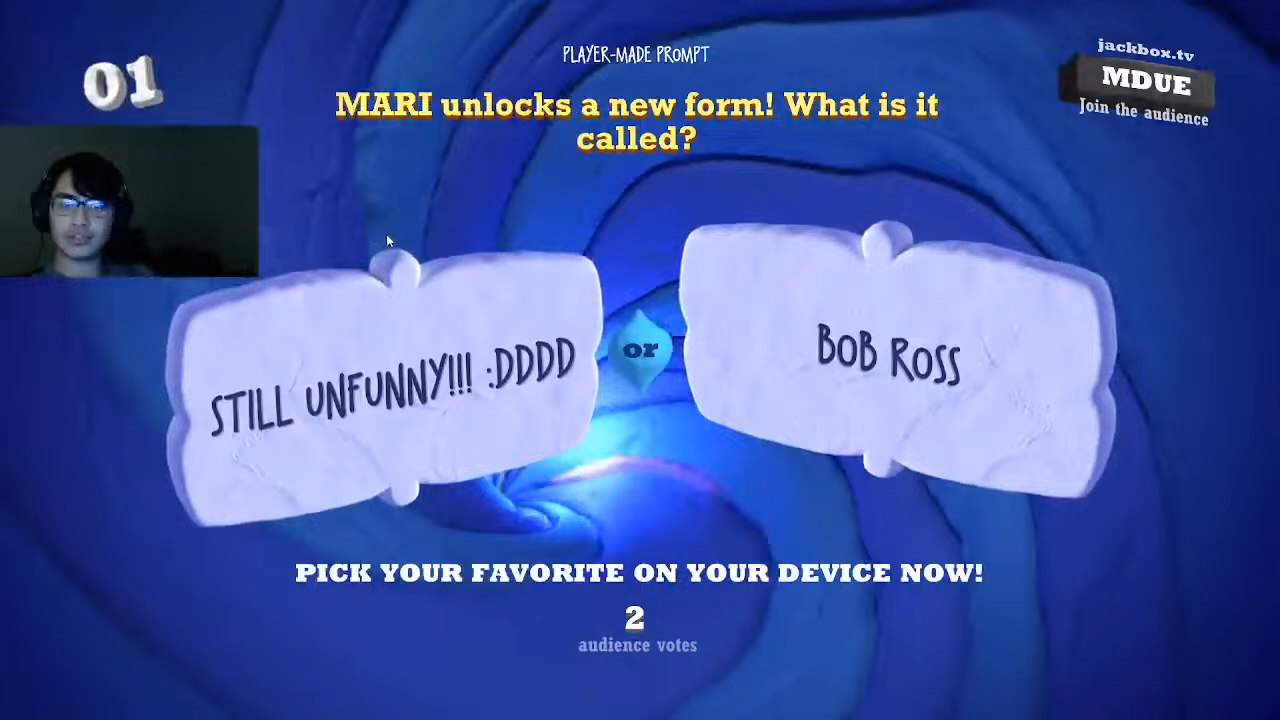 01
PLAYER-MADE PROMPT
MARI unlocks a new form! What is it
called?
jackbox.tv
MDUE
Join the audience
STILL UNFUNNY!!! :DDDD
or
BOB ROSS
PICK YOUR FAVORITE ON YOUR DEVICE NOW!
2
audience votes